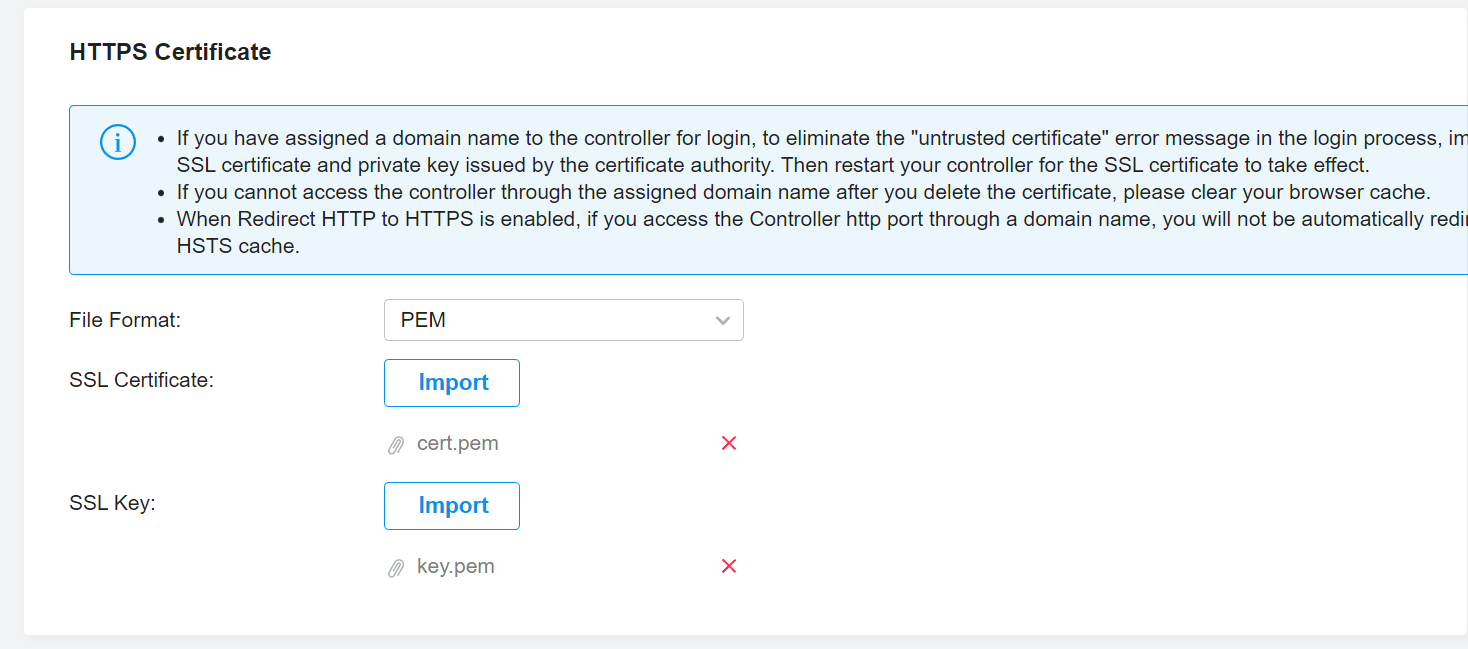 HTTPS Certificate
If you have assigned a domain name to the controller for login, to eliminate the "untrusted certificate" error message in the login process,
SSL certificate and private key issued by the certificate authority. Then restart your controller for the SSL certificate to take effect.
If you cannot access the controller through the assigned domain name after you delete the certificate, please clear your browser cache.
When Redirect HTTP to HTTPS is enabled, if you access the Controller http port through a domain name, you will not be automatically
HSTS cache.
File Format:
PEM
SSL Certificate:
Import
cert.pem
SSL Key:
Import
key.pem